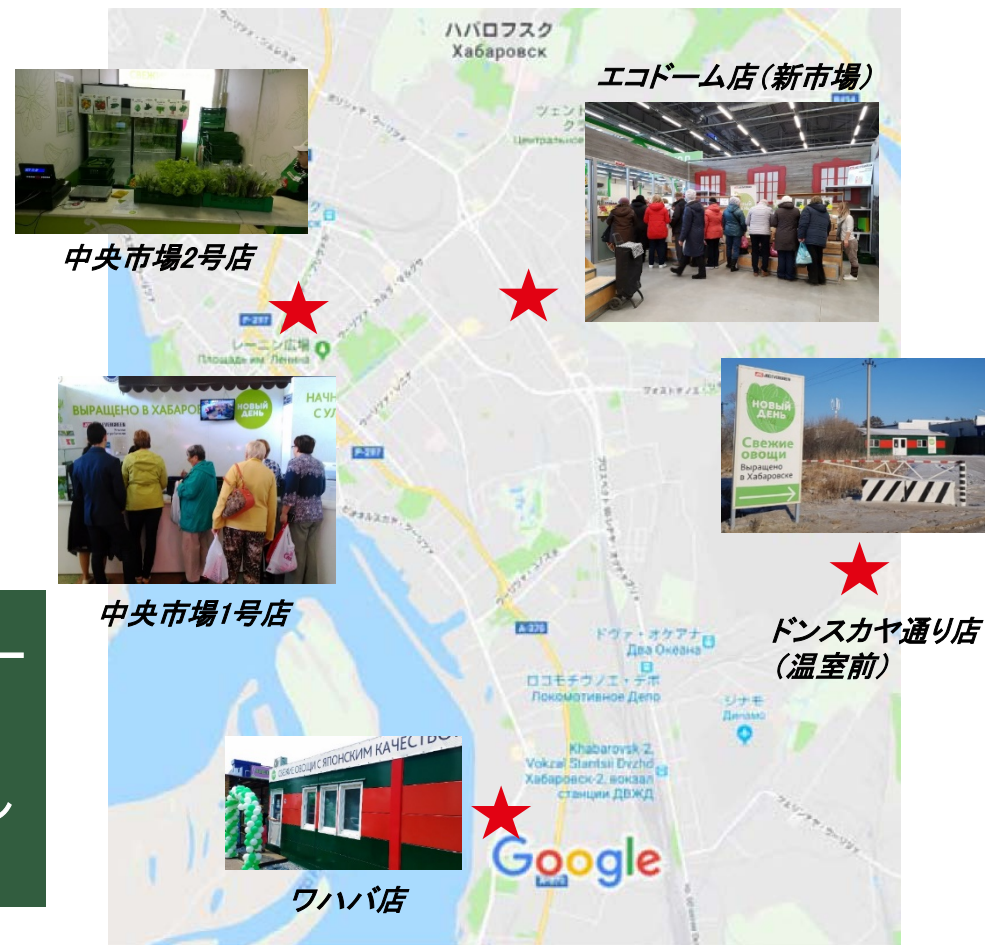 ハバロフスク
Хабаровск
エコドーム店（新市場）
中央市場2号店
P-297
レーニン広場
Площадь им. Ленина
ВЫРАЩЕНО В ХАБАРО
НОВЫЙ
ДЕНЬ
НАЧН
С УЛ
P-297
НОВЫЙ
ДЕНЬ
Свежие
овощи
Выращено
в Хабаровске
中央市場1号店
A-376
ドンスカヤ通り店
（温室前）
ドヴァ・オケアナ
Два Океана
ロコモチヴノエ・デポ
Локомотивное Депо
ジナモ
Динамо
Khabarovsk-2,
Vokzal Stantsii Dvzhd
Хабаровск-2, вокзал
станции ДВЖД
СВЕЖИЕ ОВОЩИ С ЯПОНСКИМ КАЧЕСТВО
Google
ワハバ店